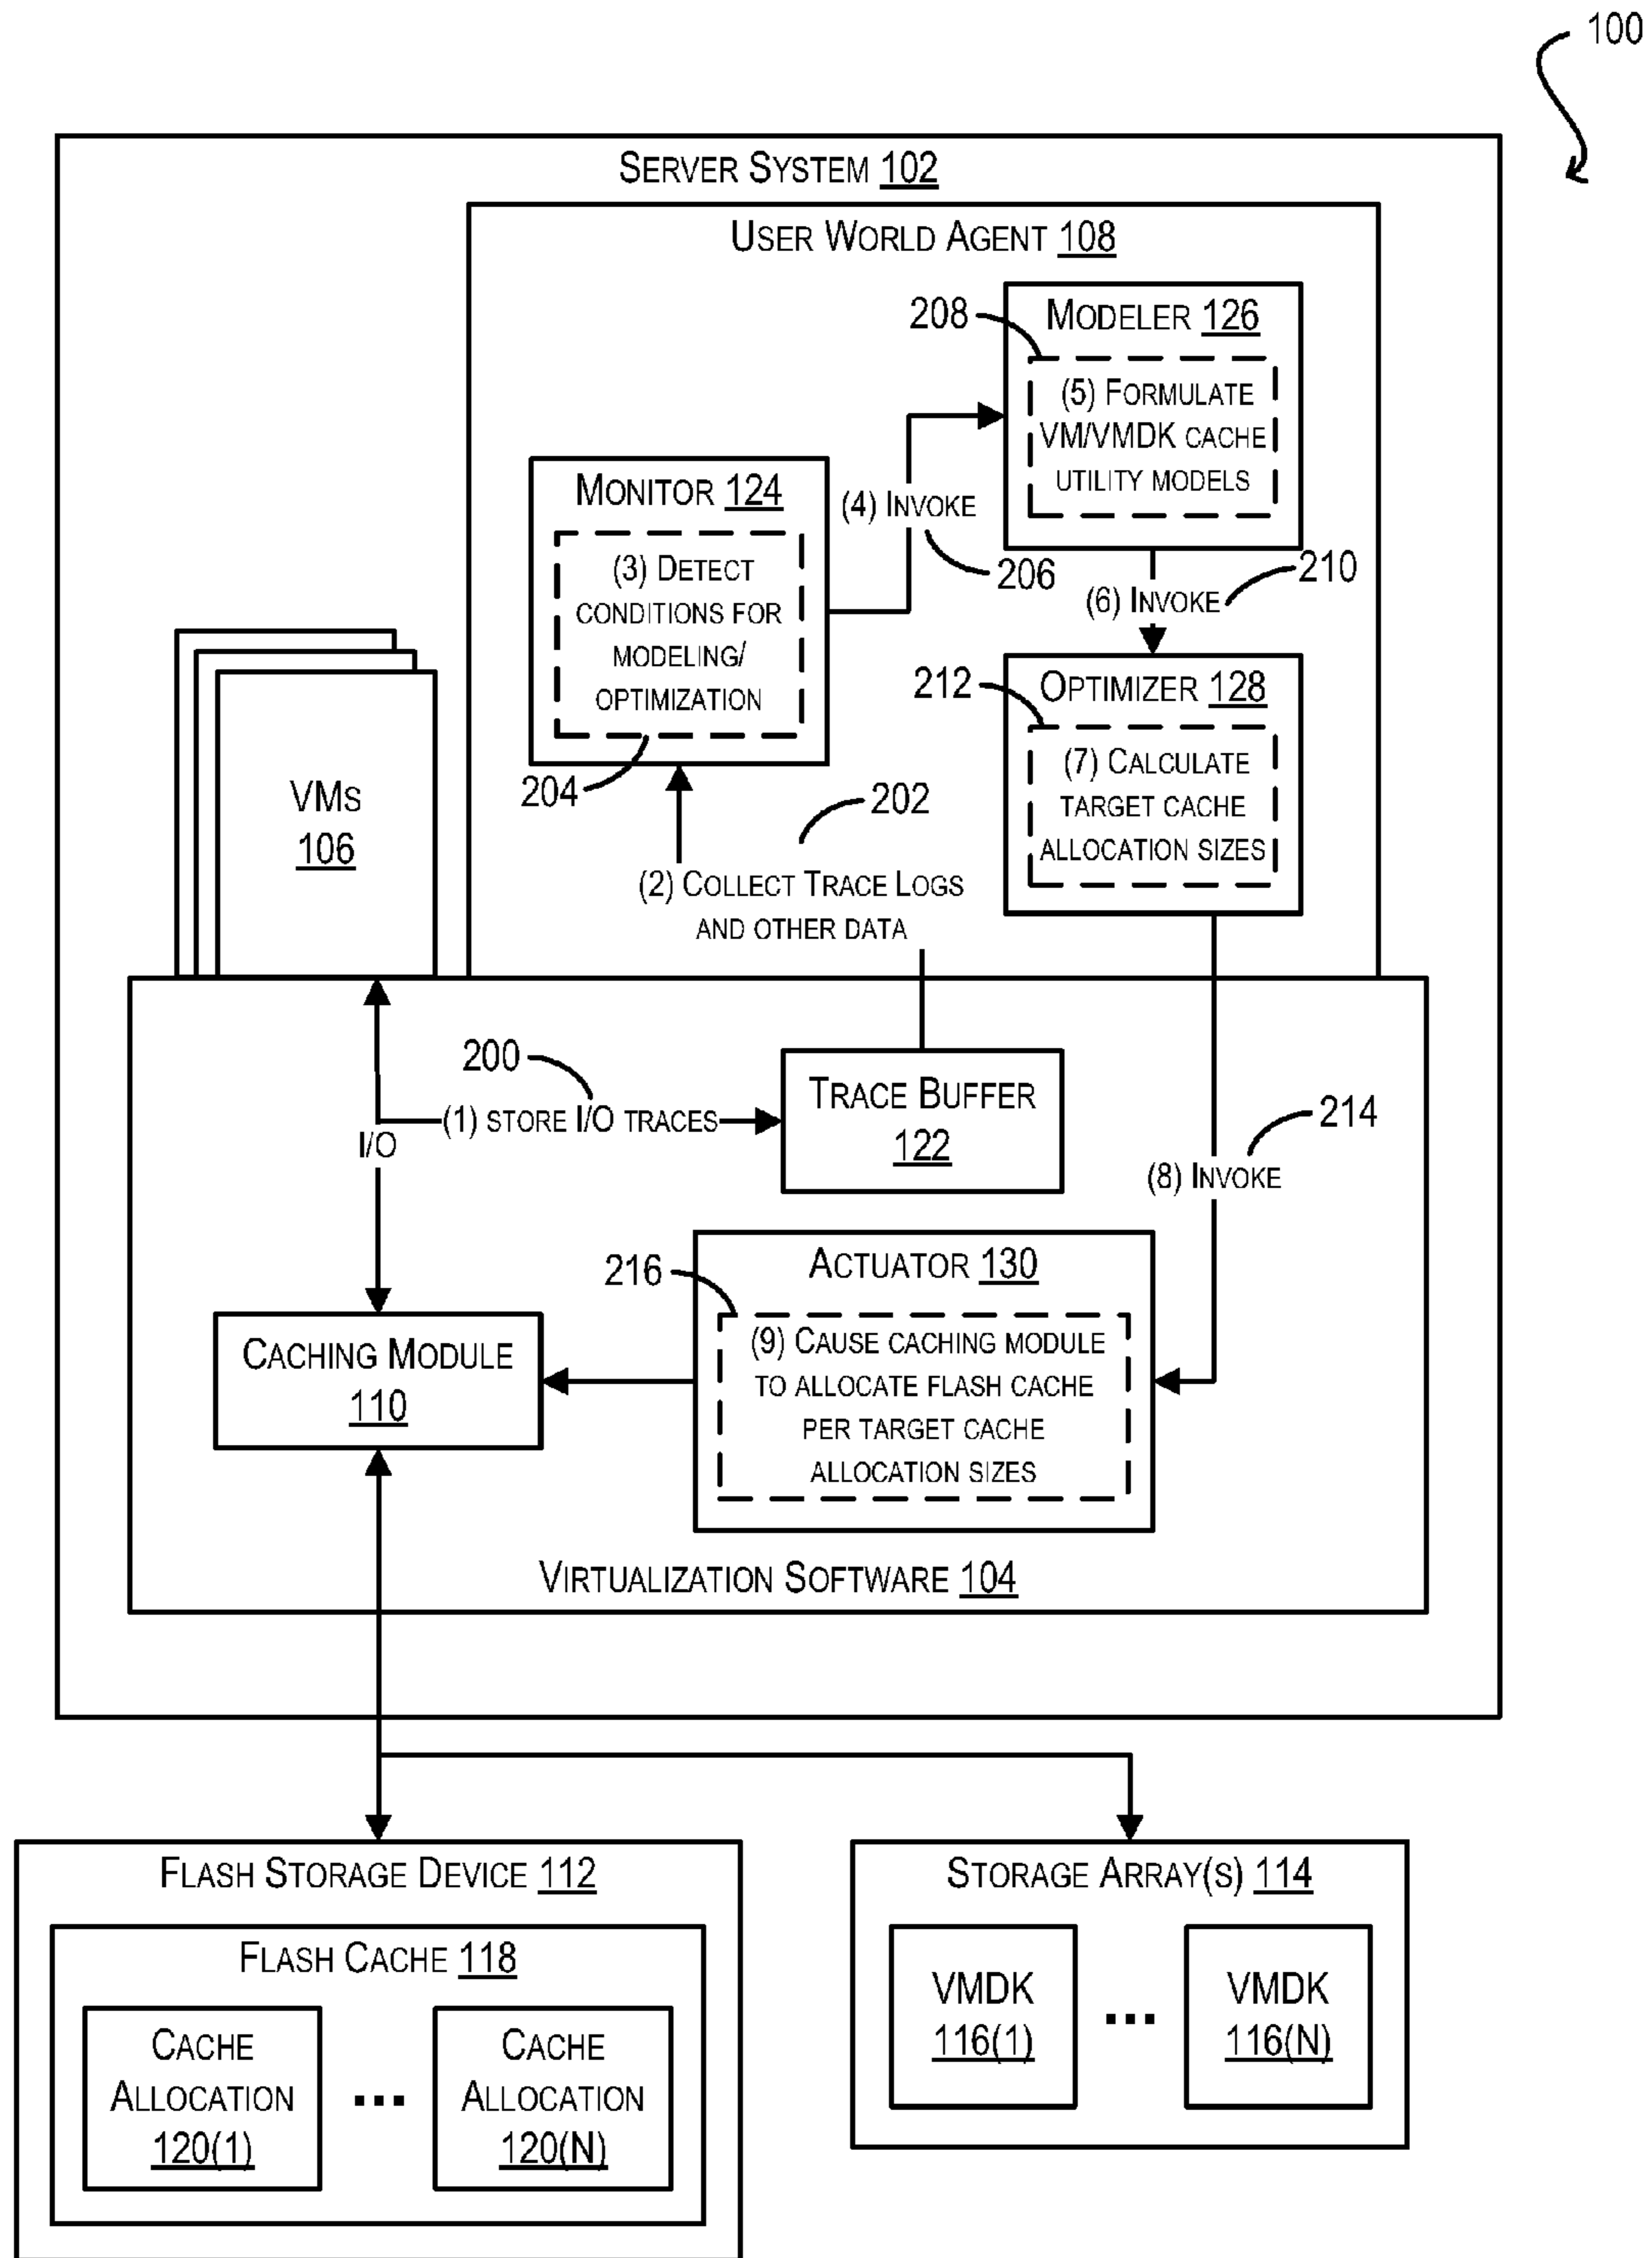 100
SERVER SYSTEM 102
USER WORLD AGENT 108
208
MODELER 126
(5) FORMULATE
VM/VMDK CACHE
UTILITY MODELS
MONITOR 124
(3) DETECT
CONDITIONS FOR
MODELING/
OPTIMIZATION
204
(4) INVOKE
206
(6) INVOKE
210
212
OPTIMIZER 128
(7) CALCULATE
TARGET CACHE
ALLOCATION SIZES
VMS
106
202
(2) COLLECT TRACE LOGS
AND OTHER DATA
200
(1) STORE I/O TRACES
I/O
TRACE BUFFER
122
214
(8) INVOKE
216
ACTUATOR 130
(9) CAUSE CACHING MODULE
TO ALLOCATE FLASH CACHE
PER TARGET CACHE
ALLOCATION SIZES
CACHING MODULE
110
VIRTUALIZATION SOFTWARE 104
FLASH STORAGE DEVICE 112
FLASH CACHE 118
CACHE
ALLOCATION
120(1)
...
CACHE
ALLOCATION
120(N)
STORAGE ARRAY(S) 114
VMDK
116(1)
...
VMDK
116(N)